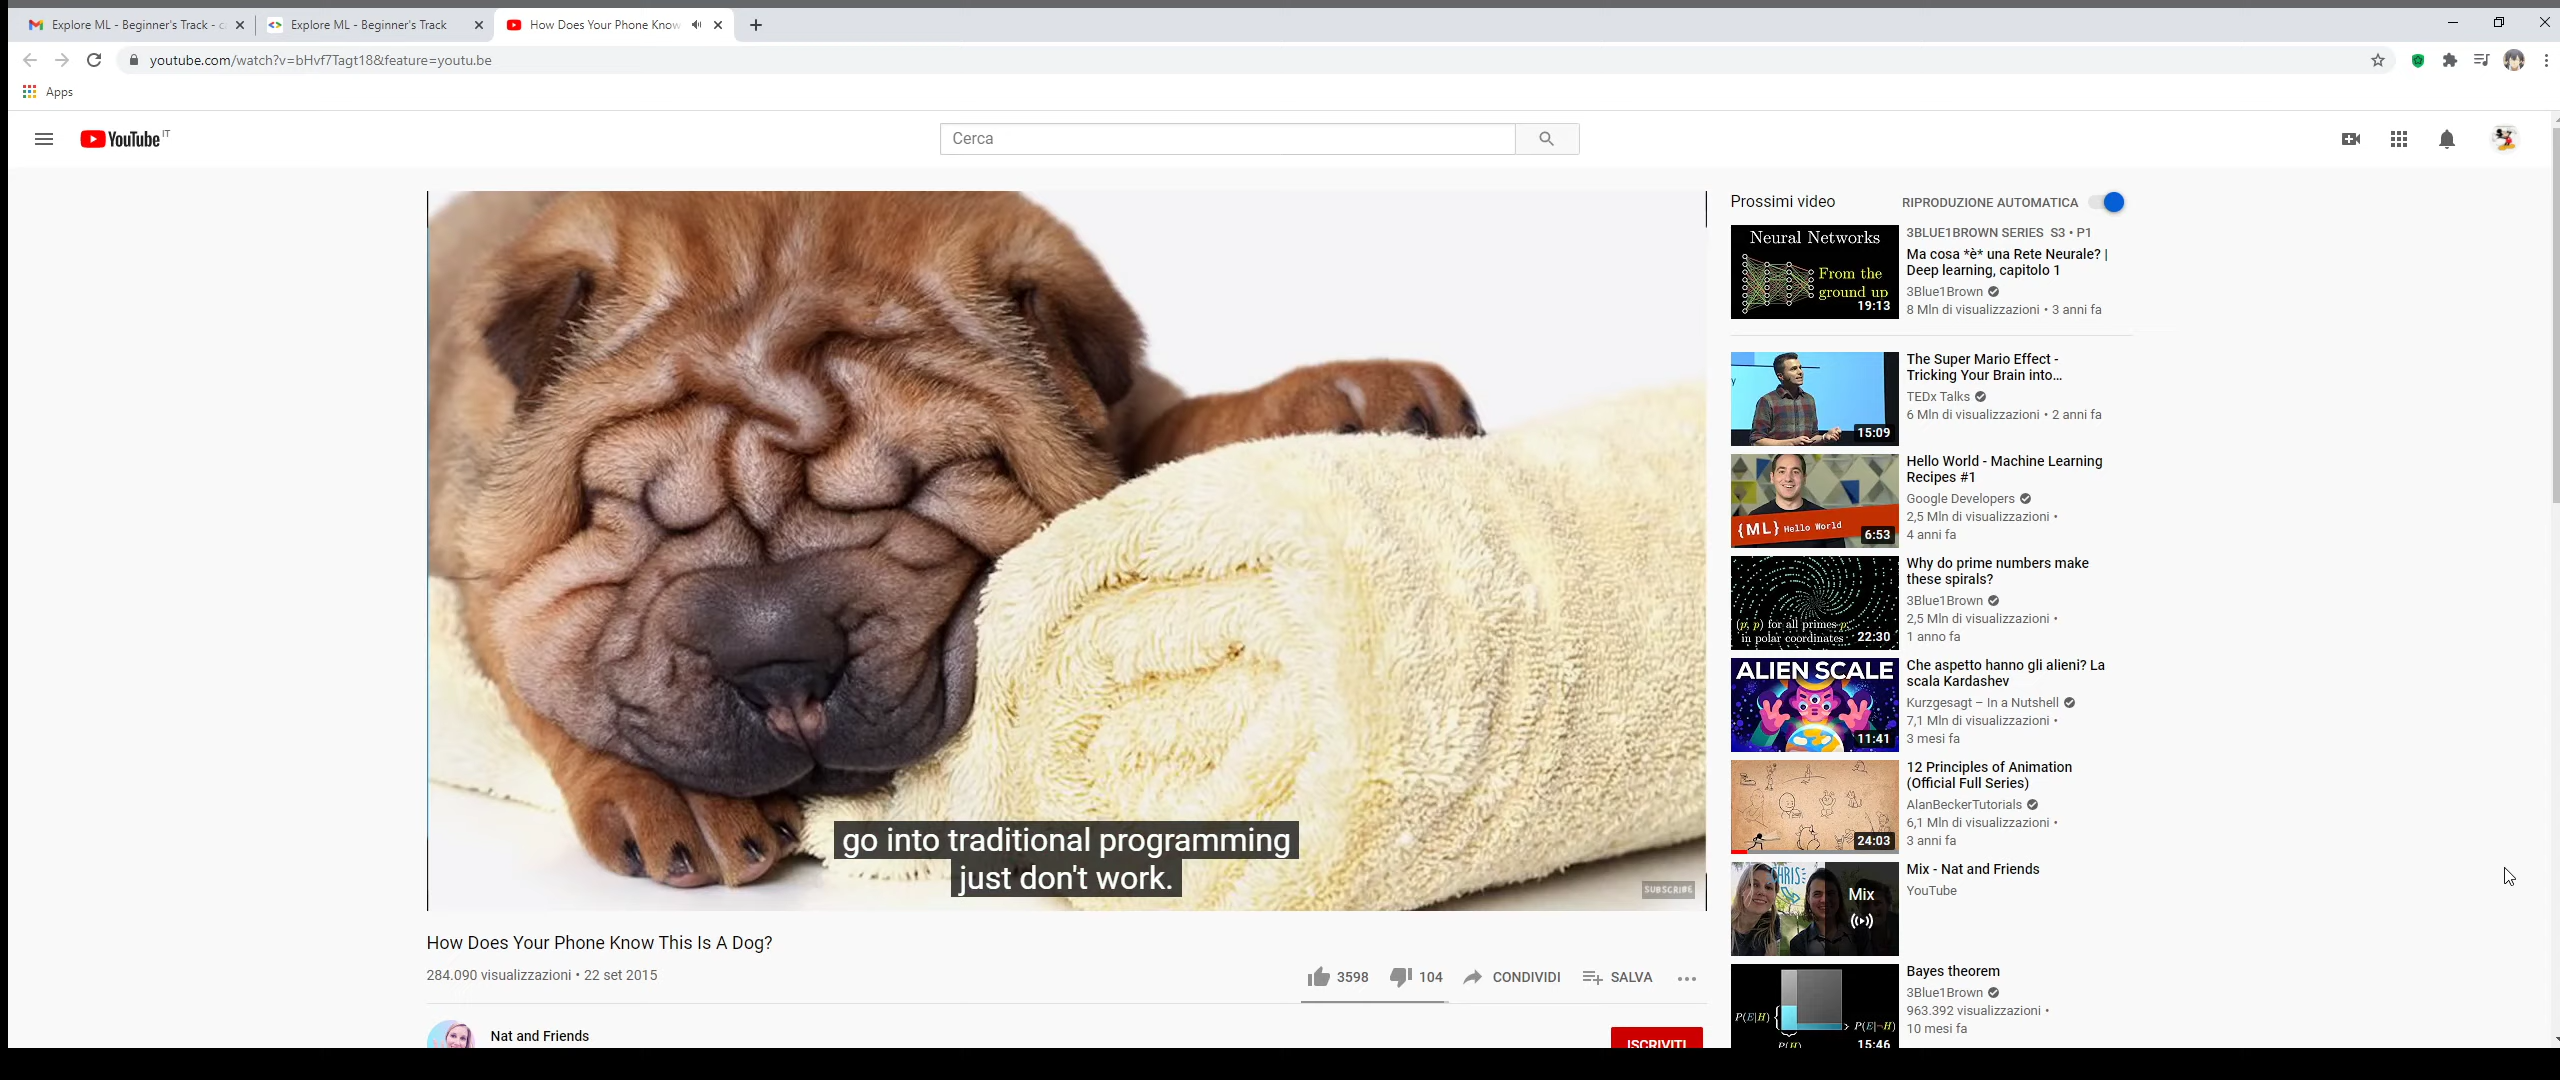 Explore ML - Beginner's Track - c
Explore ML - Beginner's Track
How Does Your Phone Know
youtube.com/watch?v=bHvf7Tagt18&feature=youtu.be
Apps
YouTube IT
Cerca
go into traditional programming
just don't work.
SUBSCRIBE
How Does Your Phone Know This Is A Dog?
284.090 visualizzazioni • 22 set 2015
3598
104
CONDIVIDI
SALVA
Nat and Friends
ISCRIVITI
Prossimi video
RIPRODUZIONE AUTOMATICA
Neural Networks
From the
ground up
19:13
3BLUE1BROWN SERIES S3 • P1
Ma cosa *è* una Rete Neurale? |
Deep learning, capitolo 1
3Blue1Brown
8 Mln di visualizzazioni • 3 anni fa
15:09
The Super Mario Effect -
Tricking Your Brain into...
TEDx Talks
6 Mln di visualizzazioni • 2 anni fa
{ML} Hello World
6:53
Hello World - Machine Learning
Recipes #1
Google Developers
2,5 Mln di visualizzazioni •
4 anni fa
(p, p) for all primes p,
in polar coordinates
22:30
Why do prime numbers make
these spirals?
3Blue1Brown
2,5 Mln di visualizzazioni •
1 anno fa
ALIEN SCALE
11:41
Che aspetto hanno gli alieni? La
scala Kardashev
Kurzgesagt – In a Nutshell
7,1 Mln di visualizzazioni •
3 mesi fa
24:03
12 Principles of Animation
(Official Full Series)
AlanBeckerTutorials
6,1 Mln di visualizzazioni •
3 anni fa
CHRIS
Mix
Mix - Nat and Friends
YouTube
P(E|H)
P(E|¬H)
P(H)
15:46
Bayes theorem
3Blue1Brown
963.392 visualizzazioni •
10 mesi fa